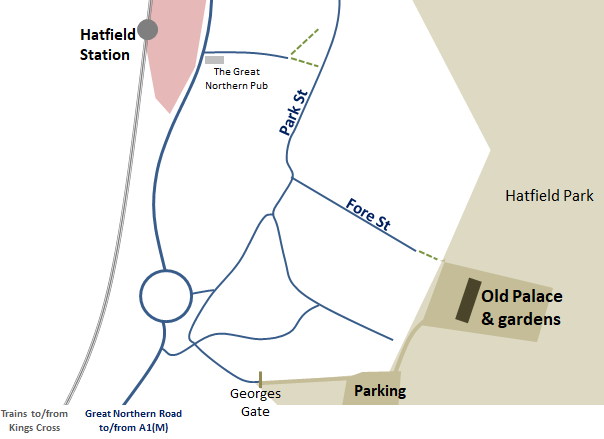 Hatfield
Station
The Great
Northern Pub
Park St
Hatfield Park
Fore St
Old Palace
& gardens
Georges
Gate
Parking
Trains to/from
Kings Cross
Great Northern Road
to/from A1(M)